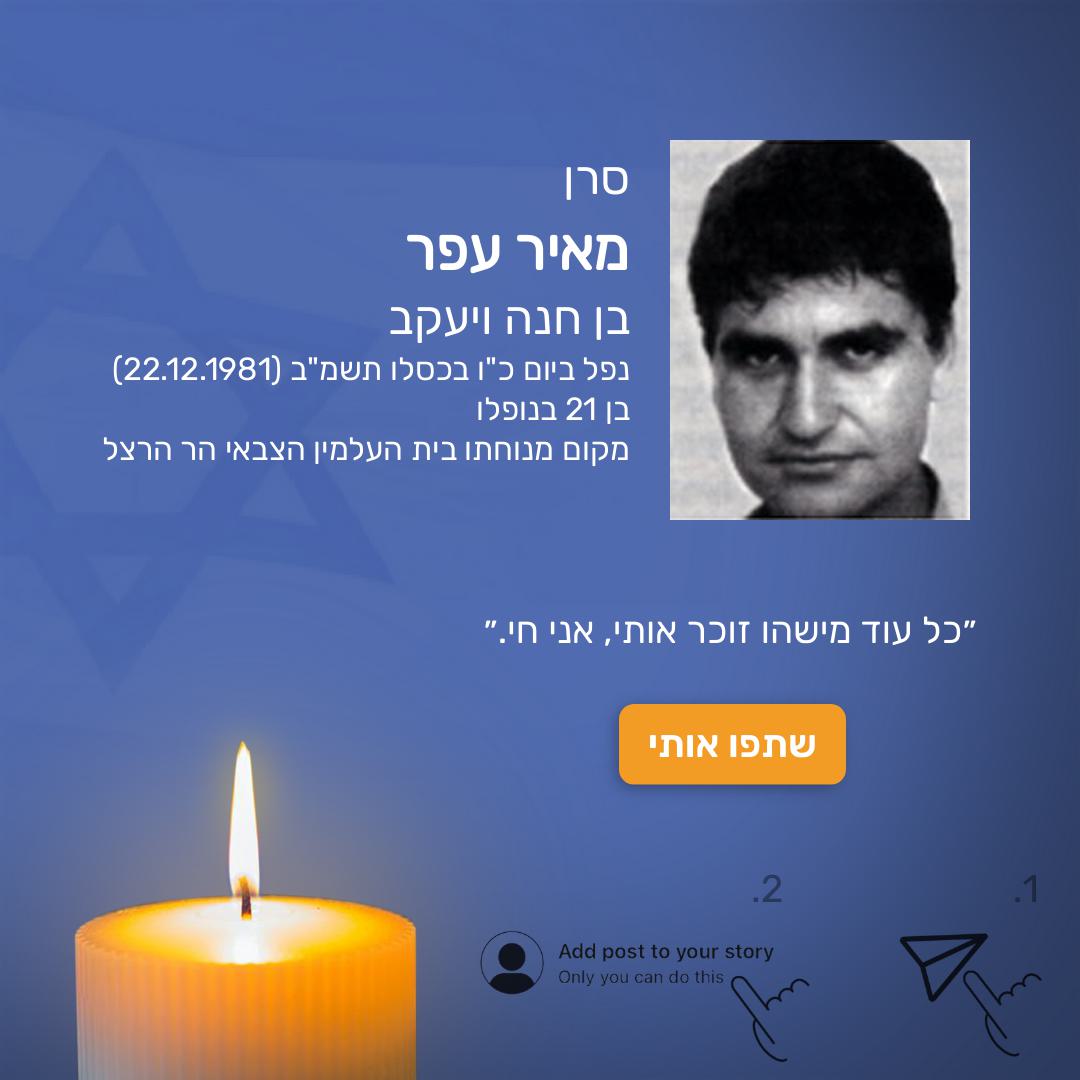 סרן
מאיר עפר
בן חנה ויעקב
נפל ביום כ"ו בכסלו תשמ"ב (22.12.1981)
בן 21 בנופלו
מקום מנוחתו בית העלמין הצבאי הר הרצל
״כל עוד מישהו זוכר אותי, אני חי.״
שתפו אותי
1.
2.
Add post to your story
Only you can do this